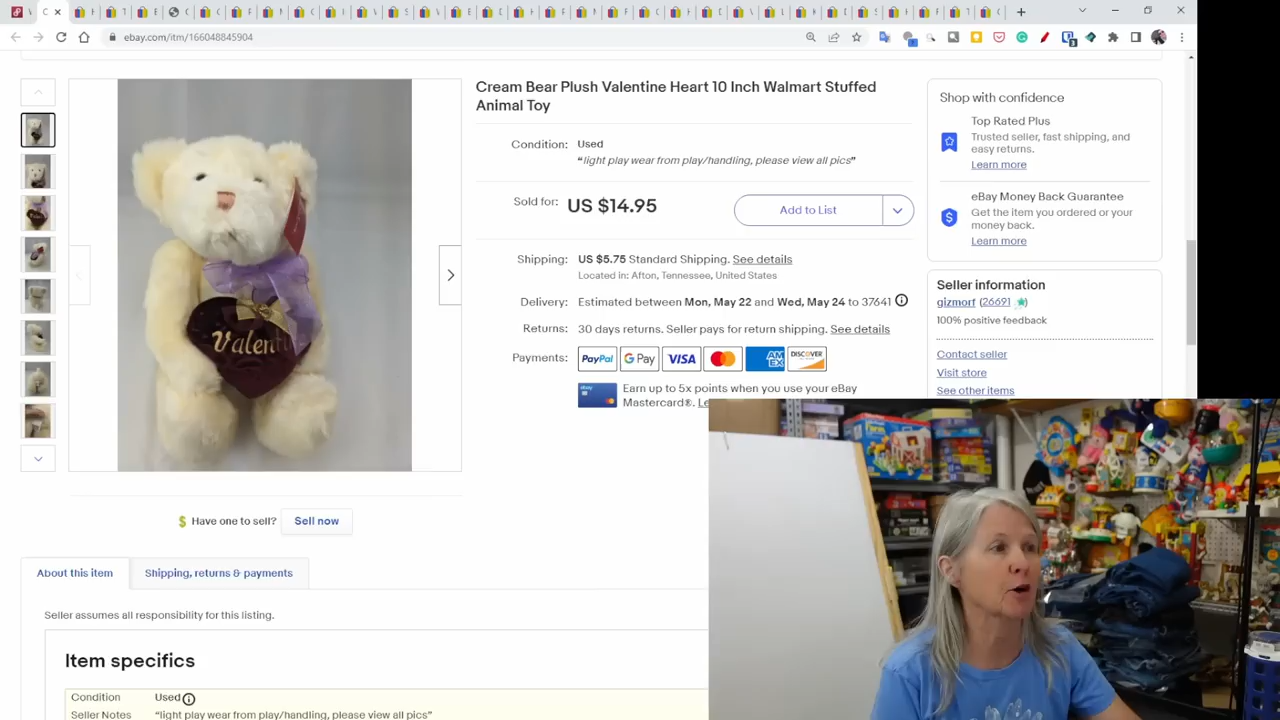 ebay.com/itm/166048845904
Cream Bear Plush Valentine Heart 10 Inch Walmart Stuffed
Animal Toy
Condition:
Used
“light play wear from play/handling, please view all pics”
Sold for:
US $14.95
Add to List
Shipping:
US $5.75 Standard Shipping. See details
Located in: Afton, Tennessee, United States
Delivery:
Estimated between Mon, May 22 and Wed, May 24 to 37641
Returns:
30 days returns. Seller pays for return shipping. See details
Payments:
PayPal
G Pay
VISA
AM EX
DISCOVER
Earn up to 5x points when you use your eBay
Mastercard®.
Shop with confidence
Top Rated Plus
Trusted seller, fast shipping, and
easy returns.
Learn more
eBay Money Back Guarantee
Get the item you ordered or your
money back.
Learn more
Seller information
gizmorf (26691)
100% positive feedback
Contact seller
Visit store
See other items
Valent
Have one to sell?
Sell now
About this item
Shipping, returns & payments
Seller assumes all responsibility for this listing.
Item specifics
Condition
Used
Seller Notes
“light play wear from play/handling, please view all pics”